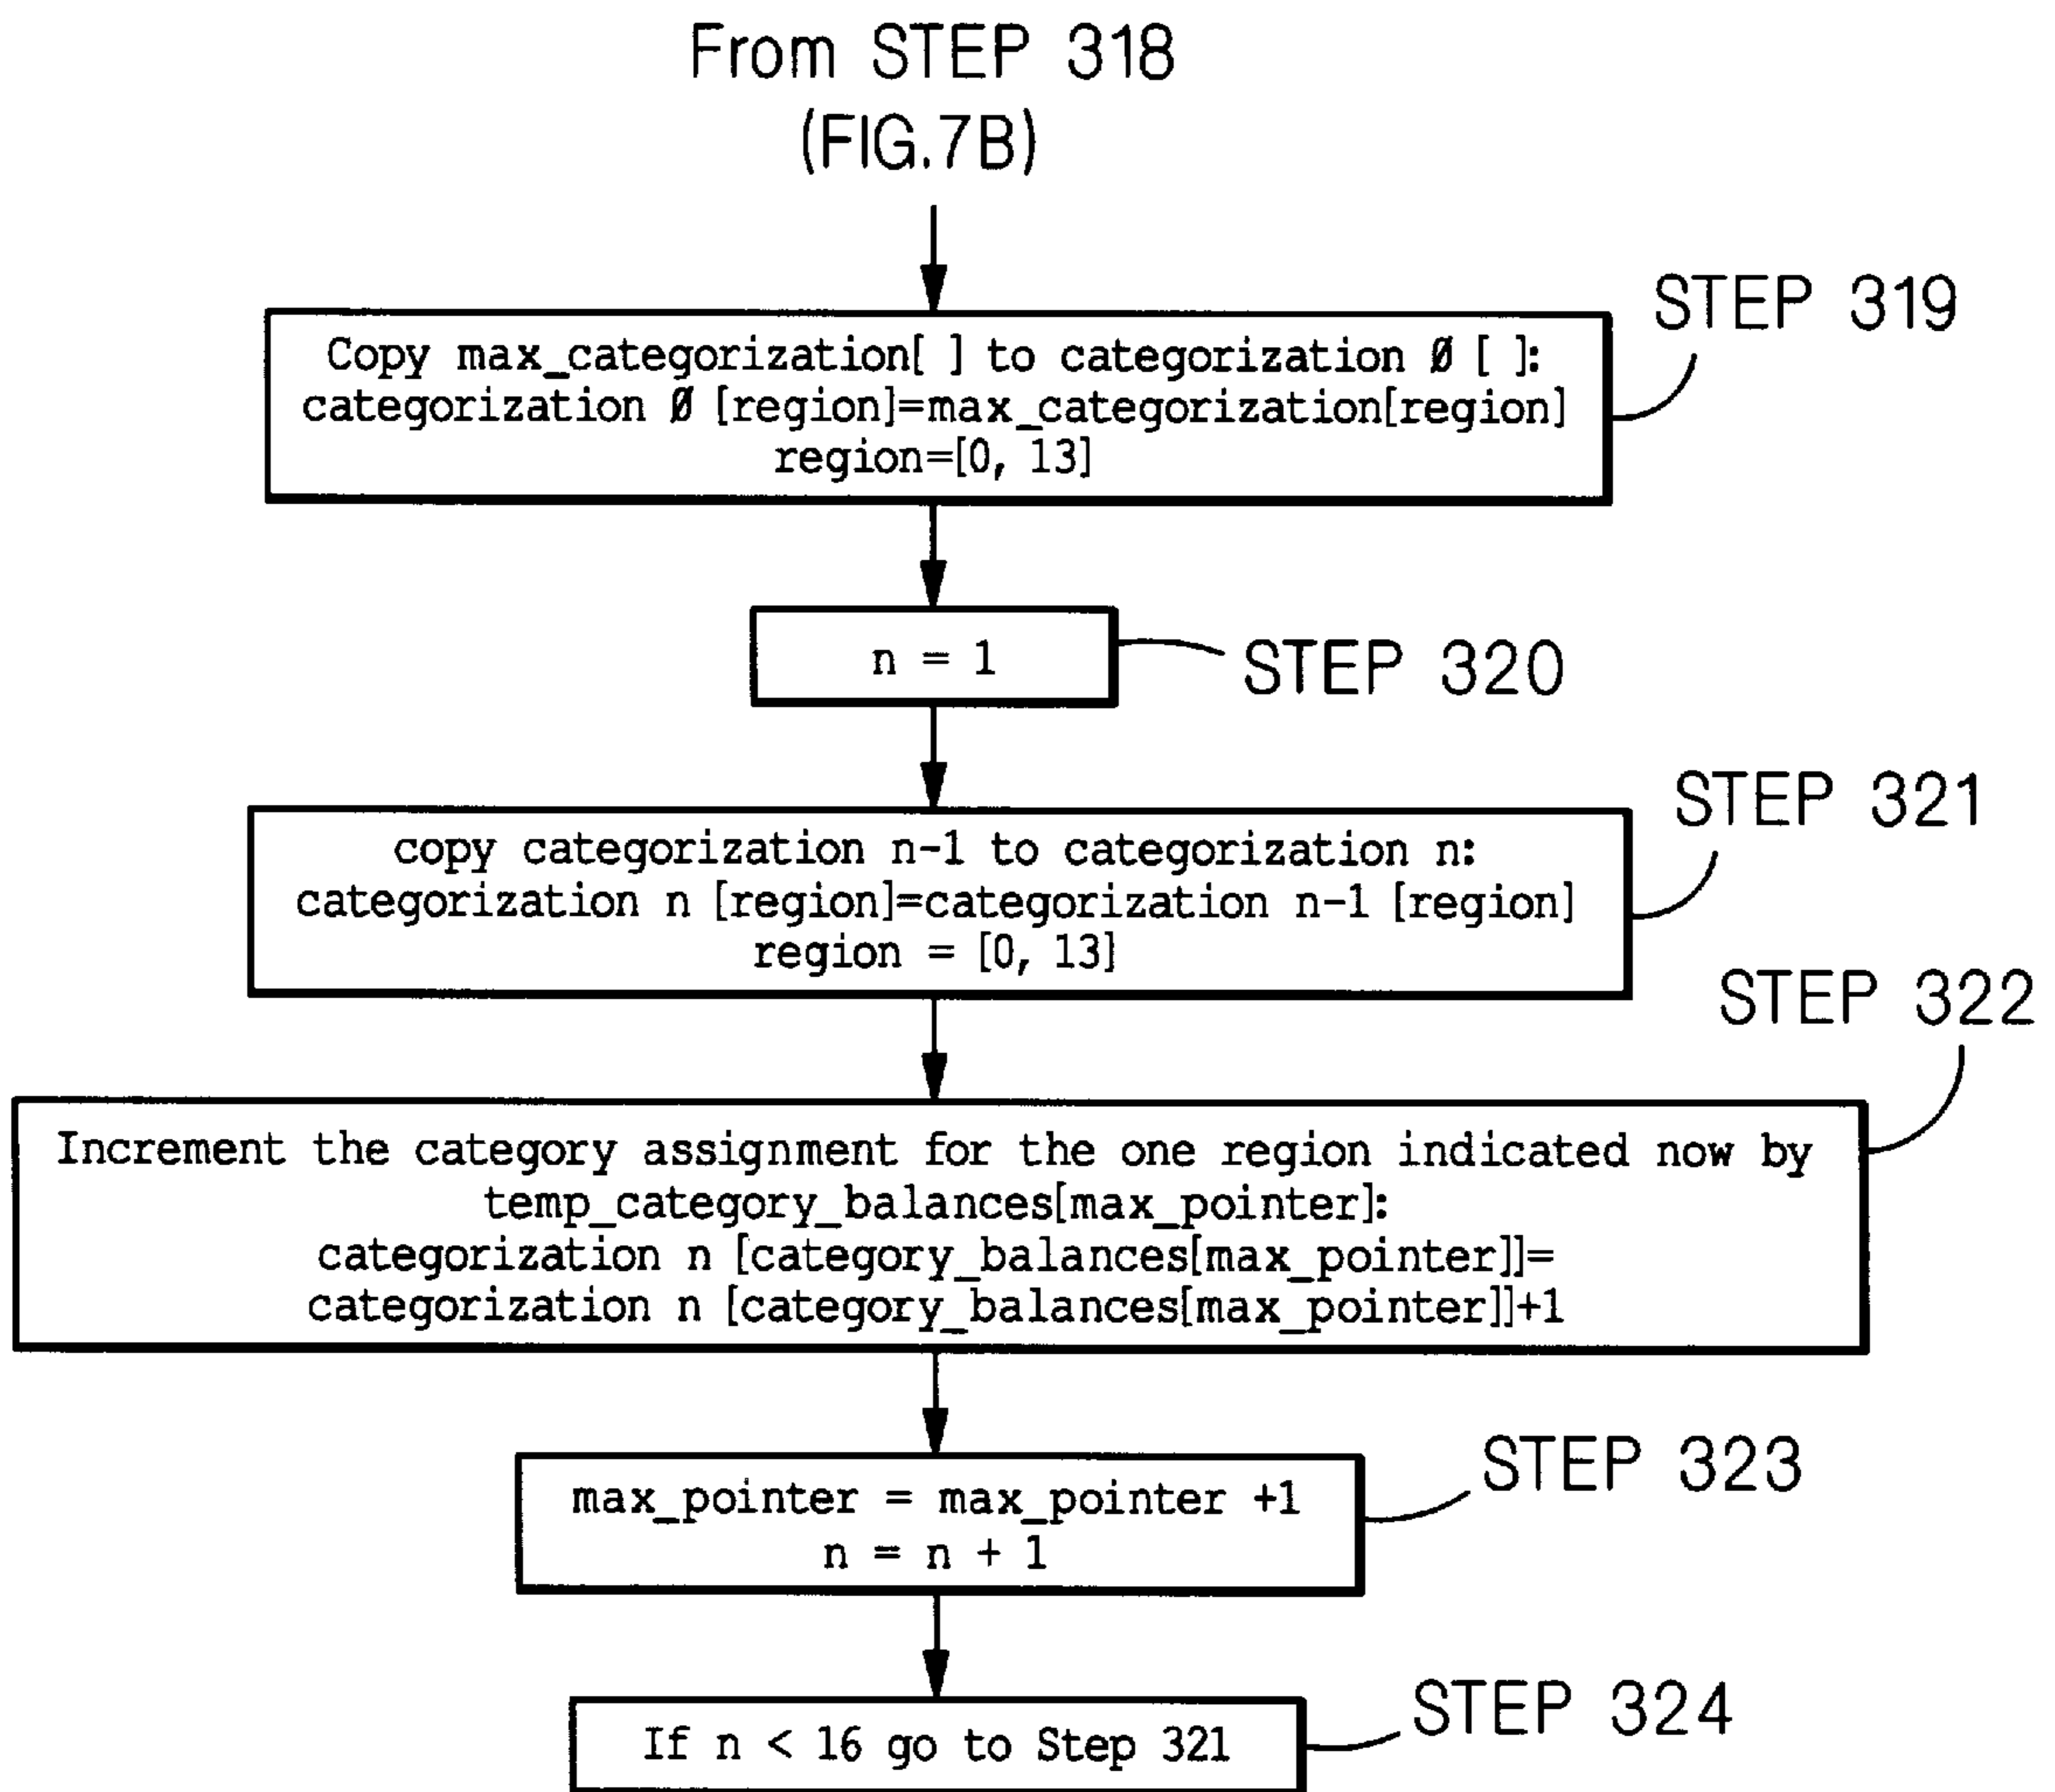 From STEP 318
(FIG.7B)
STEP 319
Copy max_categorization[ ] to categorization Ø [ ]:
categorization Ø [region]=max_categorization[region]
region=[0, 13]
n = 1
STEP 320
STEP 321
copy categorization n-1 to categorization n:
categorization n [region]=categorization n-1 [region]
region = [0, 13]
STEP 322
Increment the category assignment for the one region indicated now by
temp_category_balances[max_pointer]:
categorization n [category_balances[max_pointer]]=
categorization n [category_balances[max_pointer]]+1
STEP 323
max_pointer = max_pointer +1
n = n + 1
STEP 324
If n < 16 go to Step 321